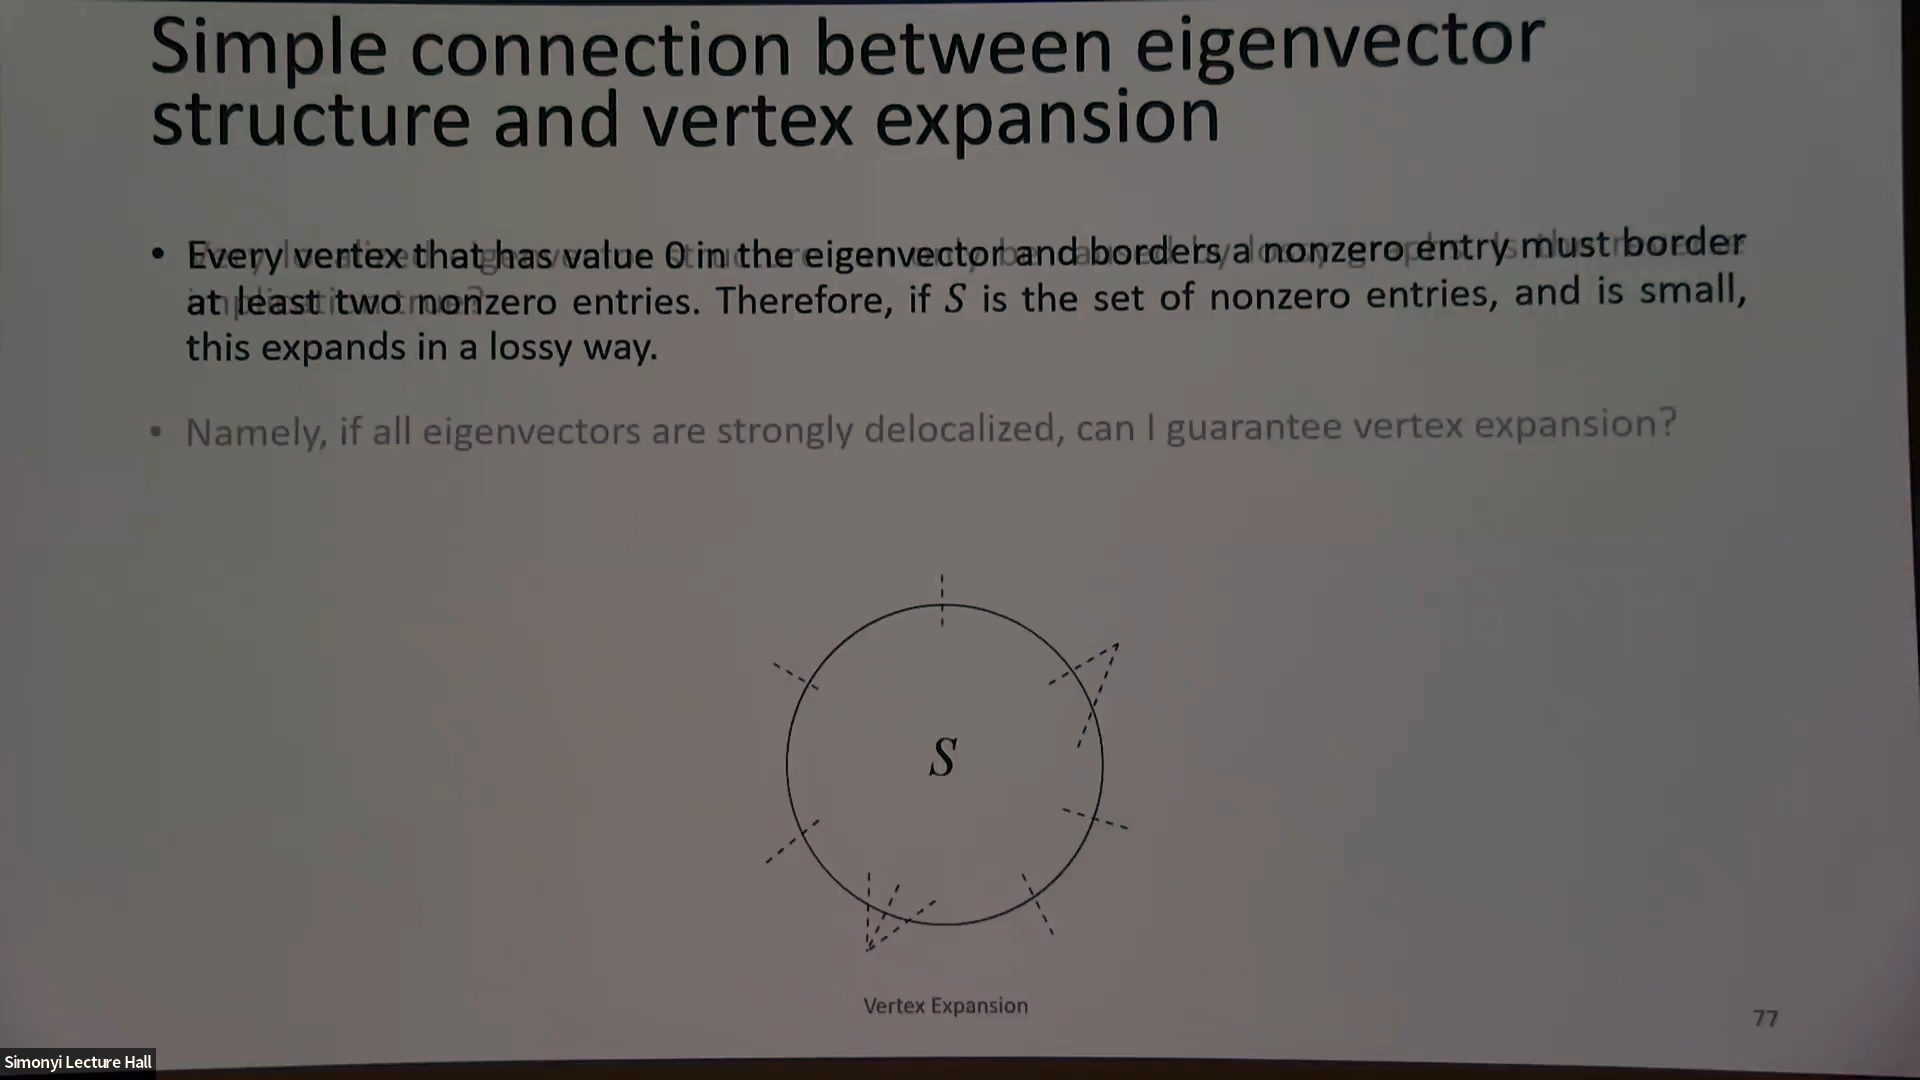 Simple connection between eigenvector
structure and vertex expansion
• Every vertex that has value 0 in the eigenvector and borders a nonzero entry must border
at least two nonzero entries. Therefore, if S is the set of nonzero entries, and is small,
this expands in a lossy way.
• Namely, if all eigenvectors are strongly delocalized, can I guarantee vertex expansion?
S
Vertex Expansion
77
Simonyi Lecture Hall